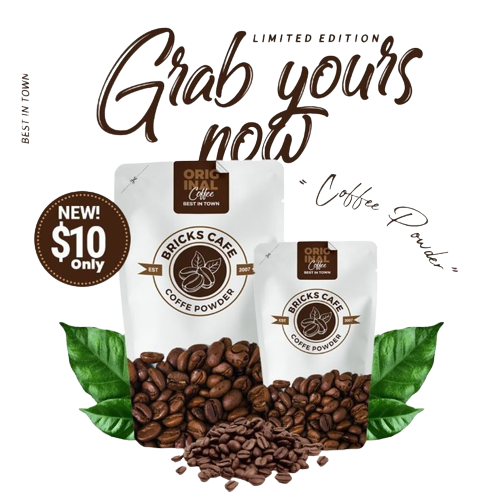 LIMITED EDITION
Grab yours
now
BEST IN TOWN
" Coffee Powder "
NEW!
$10
Only
ORIG
INAL
Coffee
BEST IN TOWN
BRICKS CAFE
EST 2007
COFFE POWDER
ORIG
INAL
Coffee
BEST IN TOWN
BRICKS CAFE
EST
COFFE POWDER